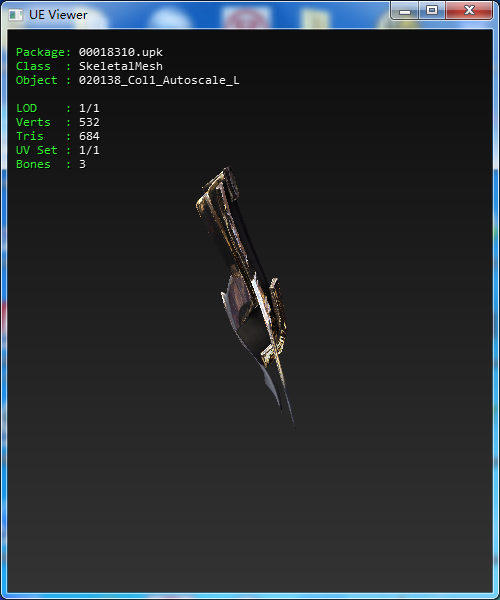 UE Viewer
Package: 00018310.upk
Class  : SkeletalMesh
Object : 020138_Col1_Autoscale_L
LOD    : 1/1
Verts  : 532
Tris   : 684
UV Set : 1/1
Bones  : 3